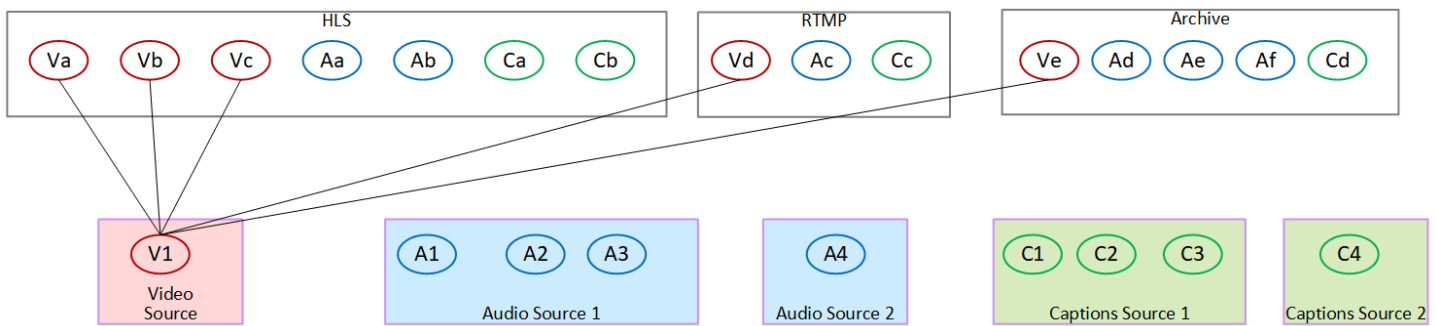 HLS
RTMP
Archive
Va Vb Vc Aa Ab Ca Cb
Vd Ac Cc
Ve Ad Ae Af Cd
V1
A1 A2 A3
A4
C1 C2 C3
C4
Video
Source
Audio Source 1
Audio Source 2
Captions Source 1
Captions Source 2